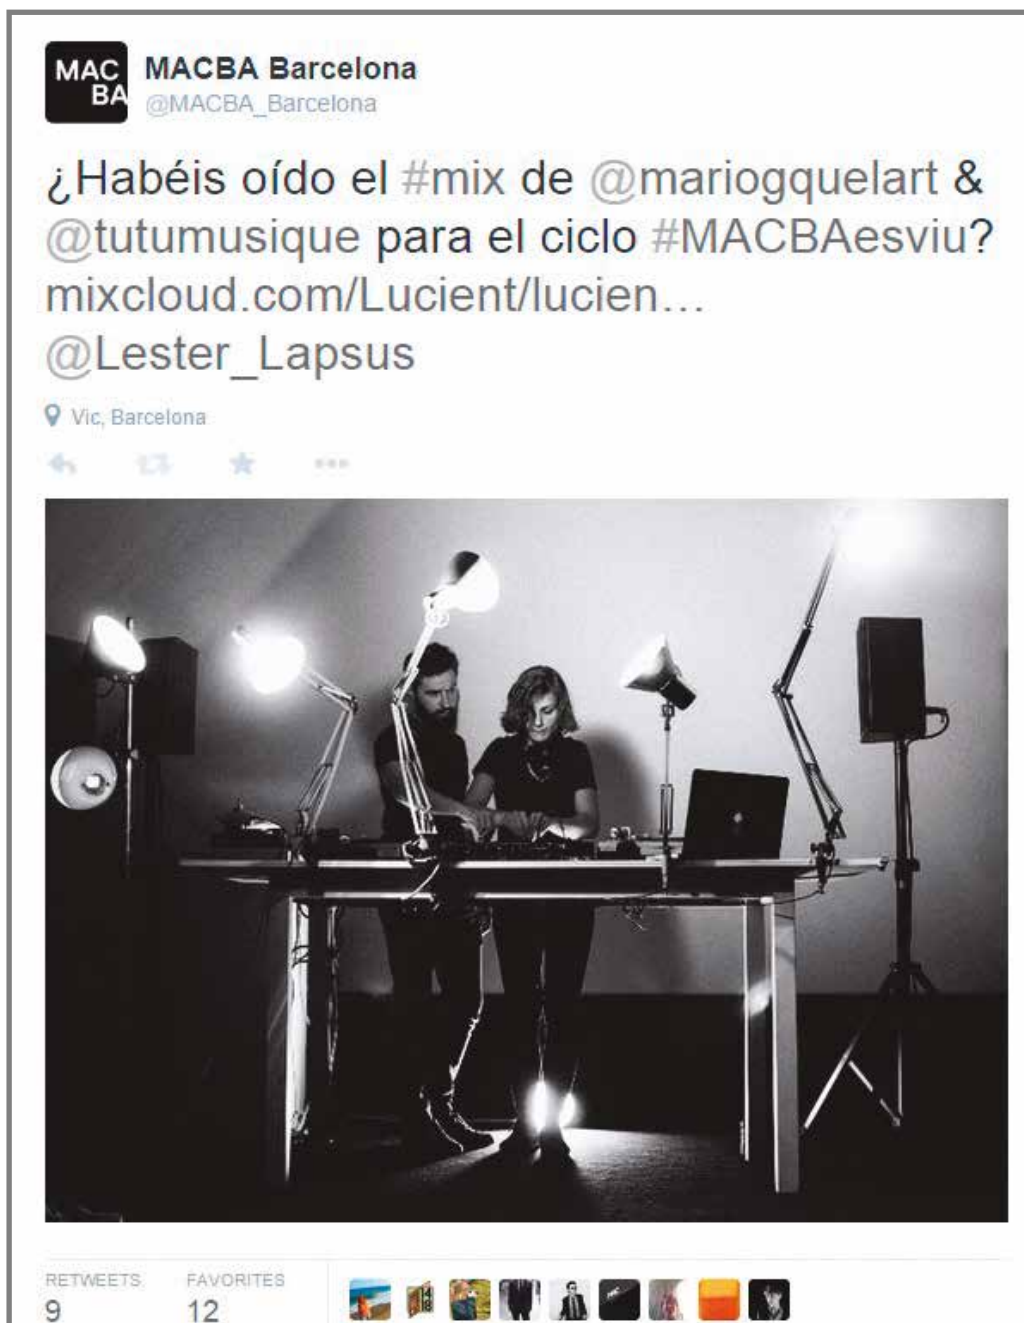 MAC
BA
MACBA Barcelona
@MACBA_Barcelona
¿Habéis oído el #mix de @mariogquelart &
@tutumusique para el ciclo #MACBAesviu?
mixcloud.com/Lucient/lucien…
@Lester_Lapsus
Vic, Barcelona
RETWEETS FAVORITES
9 12